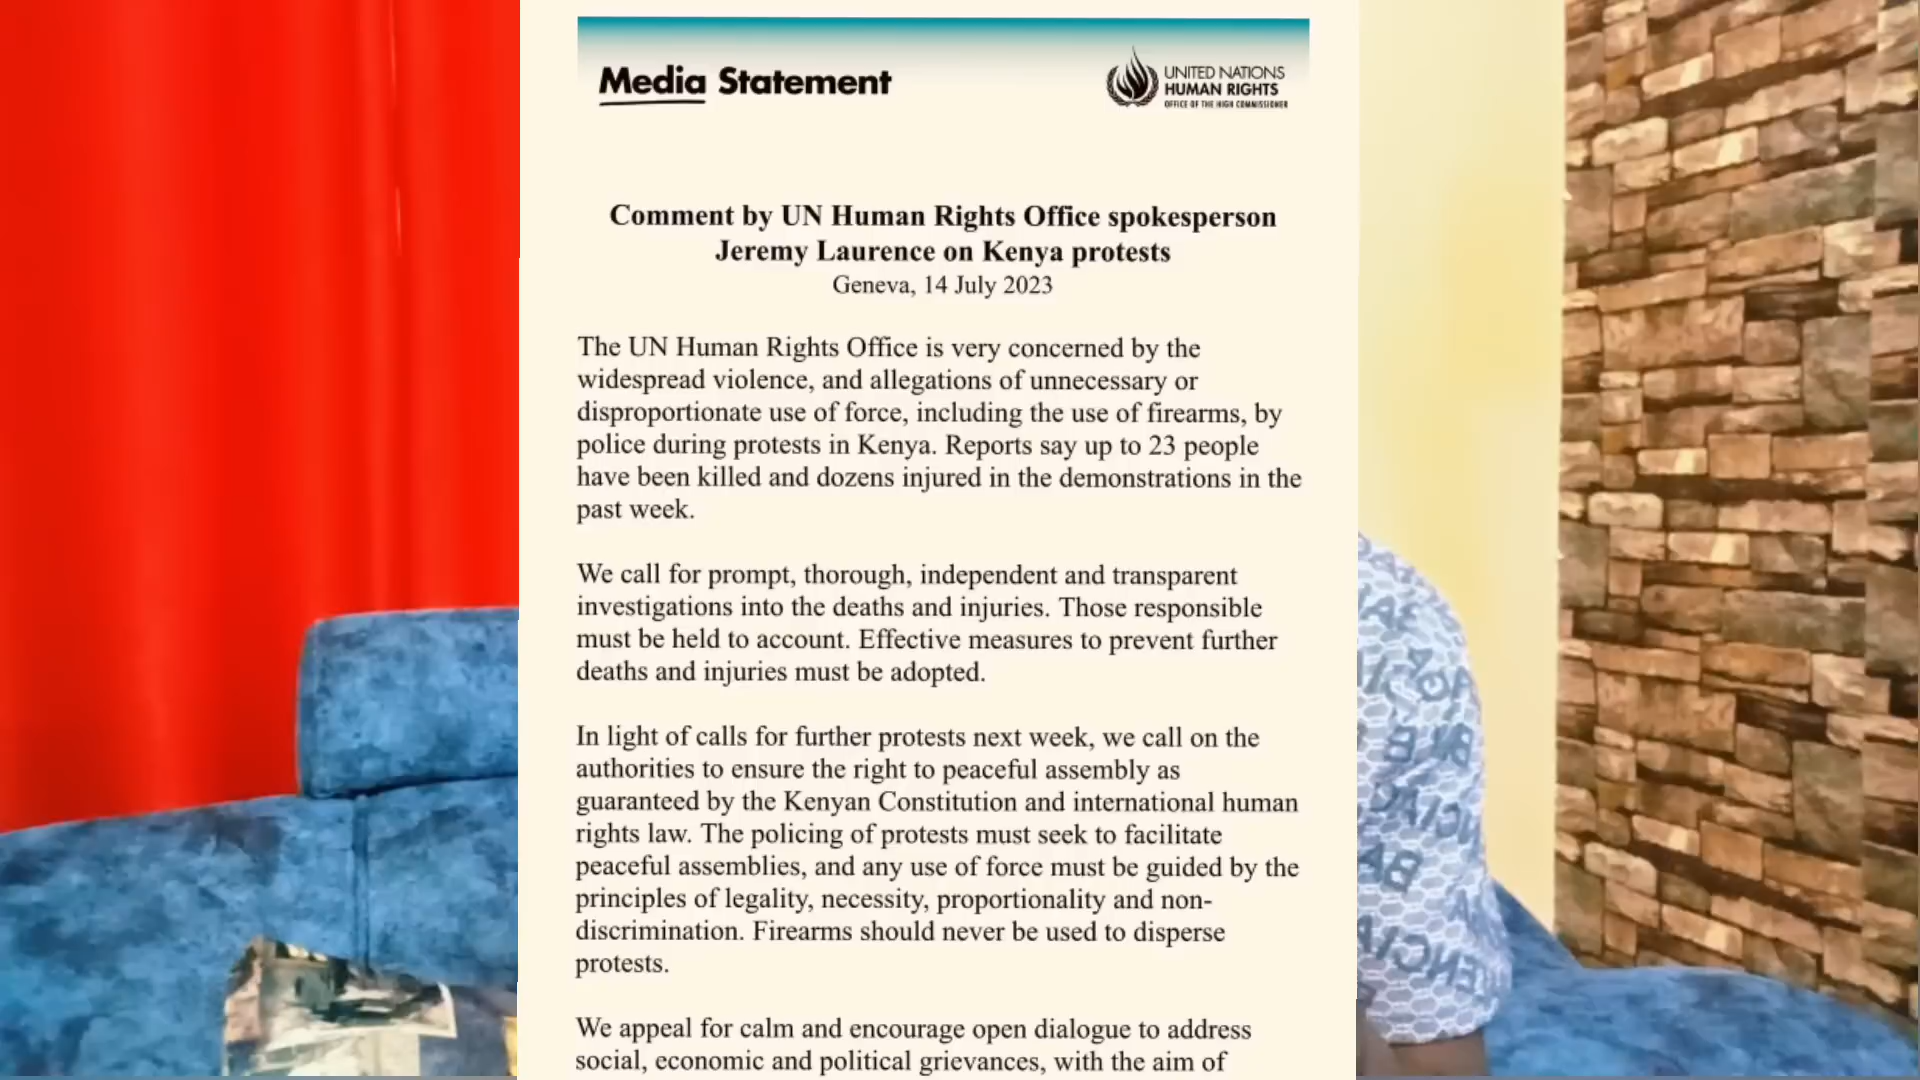 Media Statement
UNITED NATIONS
HUMAN RIGHTS
OFFICE OF THE HIGH COMMISSIONER
Comment by UN Human Rights Office spokesperson
Jeremy Laurence on Kenya protests
Geneva, 14 July 2023
The UN Human Rights Office is very concerned by the
widespread violence, and allegations of unnecessary or
disproportionate use of force, including the use of firearms, by
police during protests in Kenya. Reports say up to 23 people
have been killed and dozens injured in the demonstrations in the
past week.
We call for prompt, thorough, independent and transparent
investigations into the deaths and injuries. Those responsible
must be held to account. Effective measures to prevent further
deaths and injuries must be adopted.
In light of calls for further protests next week, we call on the
authorities to ensure the right to peaceful assembly as
guaranteed by the Kenyan Constitution and international human
rights law. The policing of protests must seek to facilitate
peaceful assemblies, and any use of force must be guided by the
principles of legality, necessity, proportionality and non-
discrimination. Firearms should never be used to disperse
protests.
We appeal for calm and encourage open dialogue to address
social, economic and political grievances, with the aim of